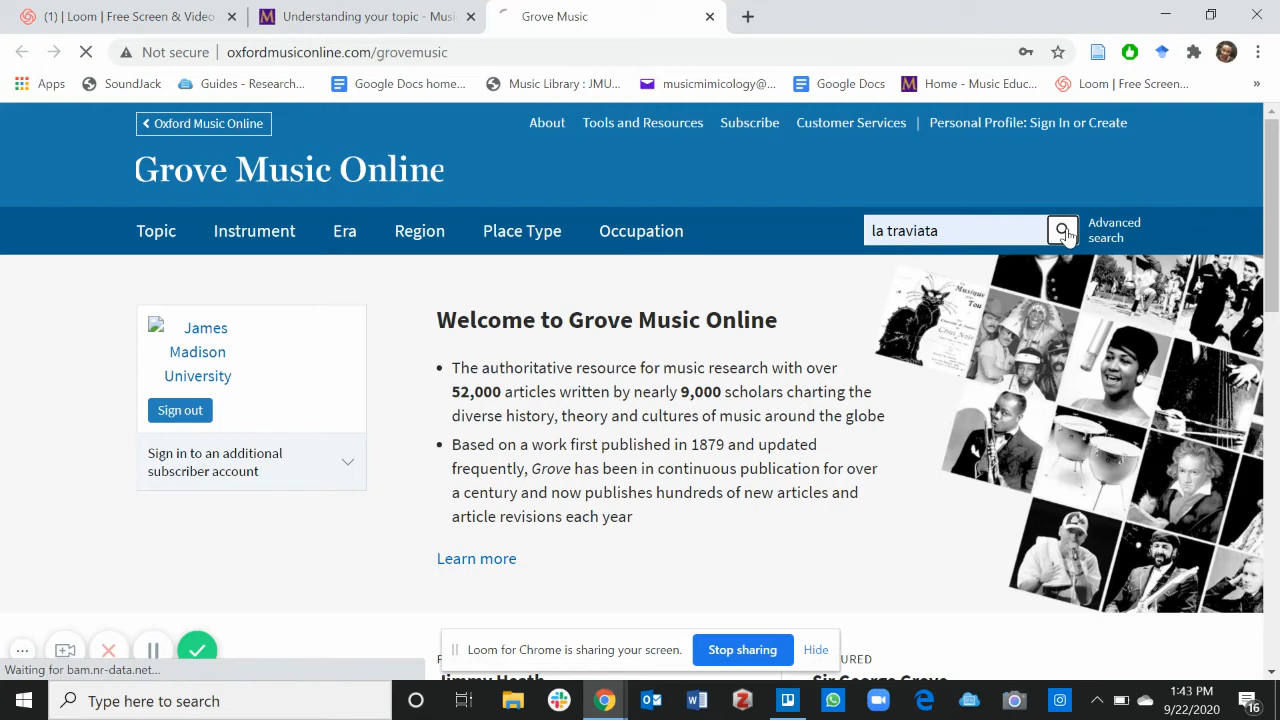 (1) Loom | Free Screen & Video
Understanding your topic - Musi
Grove Music
Not secure
oxfordmusiconline.com/grovemusic
Apps
SoundJack
Guides - Research...
Google Docs home...
Music Library : JMU...
musicmimicology@...
Google Docs
Home - Music Educ...
Loom | Free Screen...
Oxford Music Online
About
Tools and Resources
Subscribe
Customer Services
Personal Profile: Sign In or Create
Grove Music Online
Topic
Instrument
Era
Region
Place Type
Occupation
la traviata
Advanced
search
James
Madison
University
Sign out
Sign in to an additional
subscriber account
Welcome to Grove Music Online
The authoritative resource for music research with over
52,000 articles written by nearly 9,000 scholars charting the
diverse history, theory and cultures of music around the globe
Based on a work first published in 1879 and updated
frequently, Grove has been in continuous publication for over
a century and now publishes hundreds of new articles and
article revisions each year
Learn more
Loom for Chrome is sharing your screen.
Stop sharing
Hide
Waiting for bam.nr-data.net...
Jimmy Heath
Sir George Grove
Type here to search
1:43 PM
9/22/2020
16